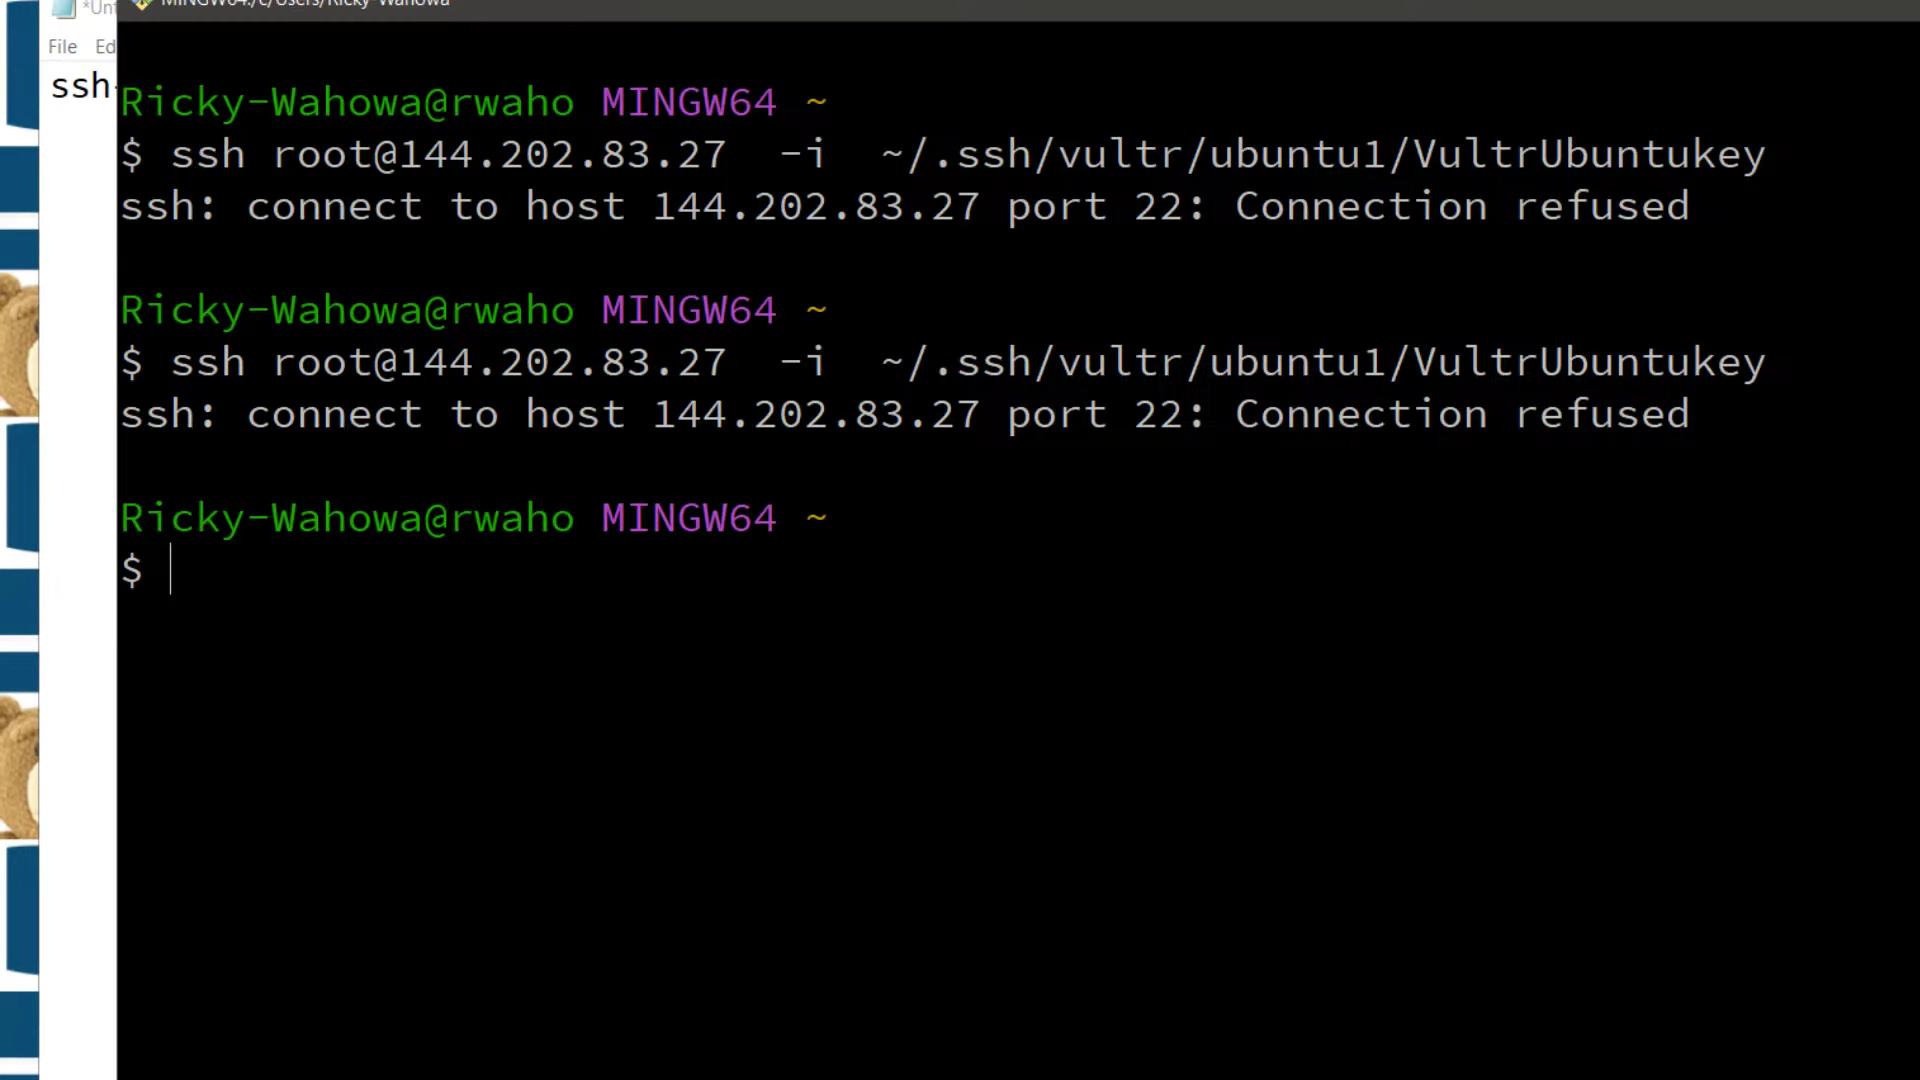 *Unt
MINGW64:/c/Users/Ricky-Wahowa
File Ed
ssh-
Ricky-Wahowa@rwaho MINGW64 ~
$ ssh root@144.202.83.27  -i  ~/.ssh/vultr/ubuntu1/VultrUbuntukey
ssh: connect to host 144.202.83.27 port 22: Connection refused
Ricky-Wahowa@rwaho MINGW64 ~
$ ssh root@144.202.83.27  -i  ~/.ssh/vultr/ubuntu1/VultrUbuntukey
ssh: connect to host 144.202.83.27 port 22: Connection refused
Ricky-Wahowa@rwaho MINGW64 ~
$